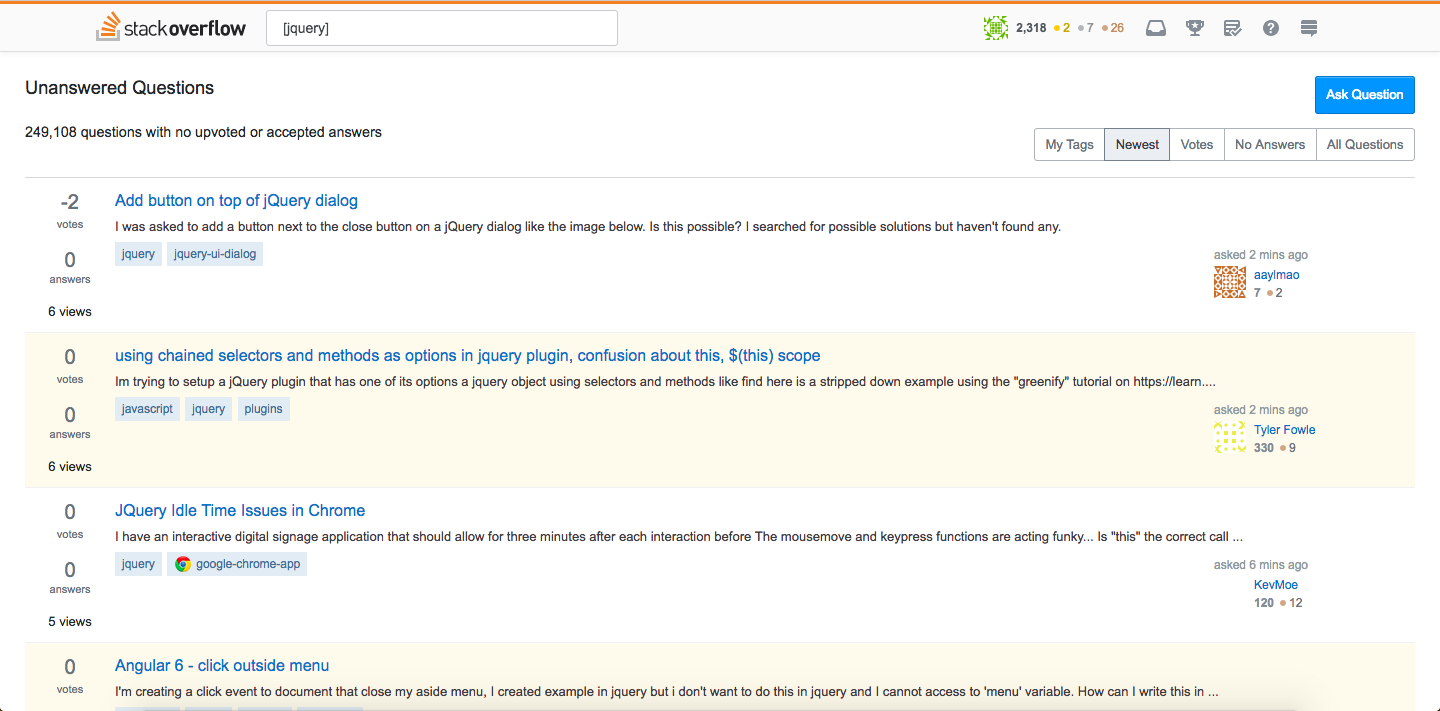 stackoverflow [jquery] 2,318 2 7 26
Unanswered Questions
Ask Question
249,108 questions with no upvoted or accepted answers
My Tags Newest Votes No Answers All Questions
-2
votes
0
answers
6 views
Add button on top of jQuery dialog
I was asked to add a button next to the close button on a jQuery dialog like the image below. Is this possible? I searched for possible solutions but haven't found any.
jquery jquery-ui-dialog
asked 2 mins ago
aaylmao
7 2
0
votes
0
answers
6 views
using chained selectors and methods as options in jquery plugin, confusion about this, $(this) scope
Im trying to setup a jQuery plugin that has one of its options a jquery object using selectors and methods like find here is a stripped down example using the "greenify" tutorial on https://learn....
javascript jquery plugins
asked 2 mins ago
Tyler Fowle
330 9
0
votes
0
answers
5 views
JQuery Idle Time Issues in Chrome
I have an interactive digital signage application that should allow for three minutes after each interaction before The mousemove and keypress functions are acting funky... Is "this" the correct call ...
jquery google-chrome-app
asked 6 mins ago
KevMoe
120 12
0
votes
Angular 6 - click outside menu
I'm creating a click event to document that close my aside menu, I created example in jquery but i don't want to do this in jquery and I cannot access to 'menu' variable. How can I write this in ...